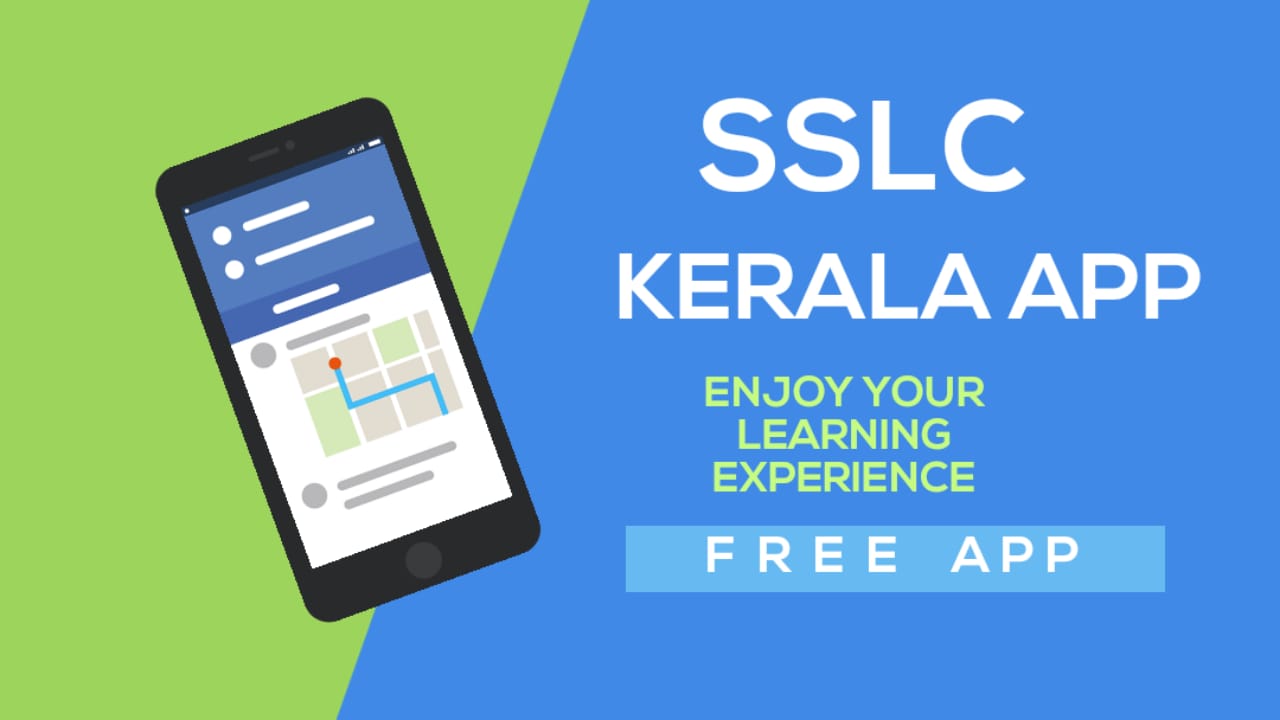 SSLC
KERALA APP
ENJOY YOUR
LEARNING
EXPERIENCE
FREE APP